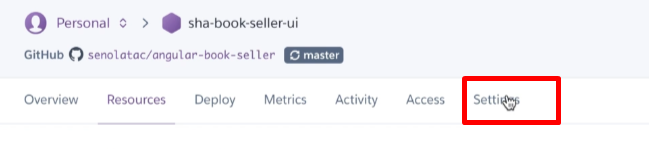 Personal sha-book-seller-ui
GitHub senolatac/angular-book-seller master
Overview Resources Deploy Metrics Activity Access Settings